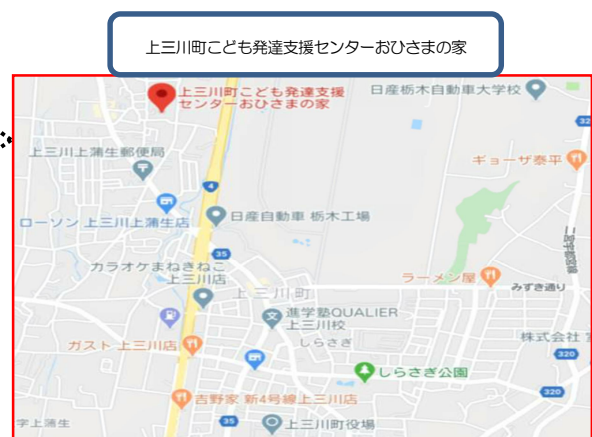 上三川町こども発達支援センターおひさまの家
上三川町こども発達支援
センターおひさまの家
日産栃木自動車大学校
32
上三川上蒲生郵便局
ギョーザ泰平
4
ローソン 上三川上蒲生店
日産自動車 栃木工場
35
カラオケまねきねこ
上三川店
ラーメン屋
みずき通り
上三川町
進学塾QUALIER
上三川校
しらさぎ
株式会社
ガスト 上三川店
320
しらさぎ公園
320
吉野家 新4号線上三川店
字上蒲生
35
上三川町役場